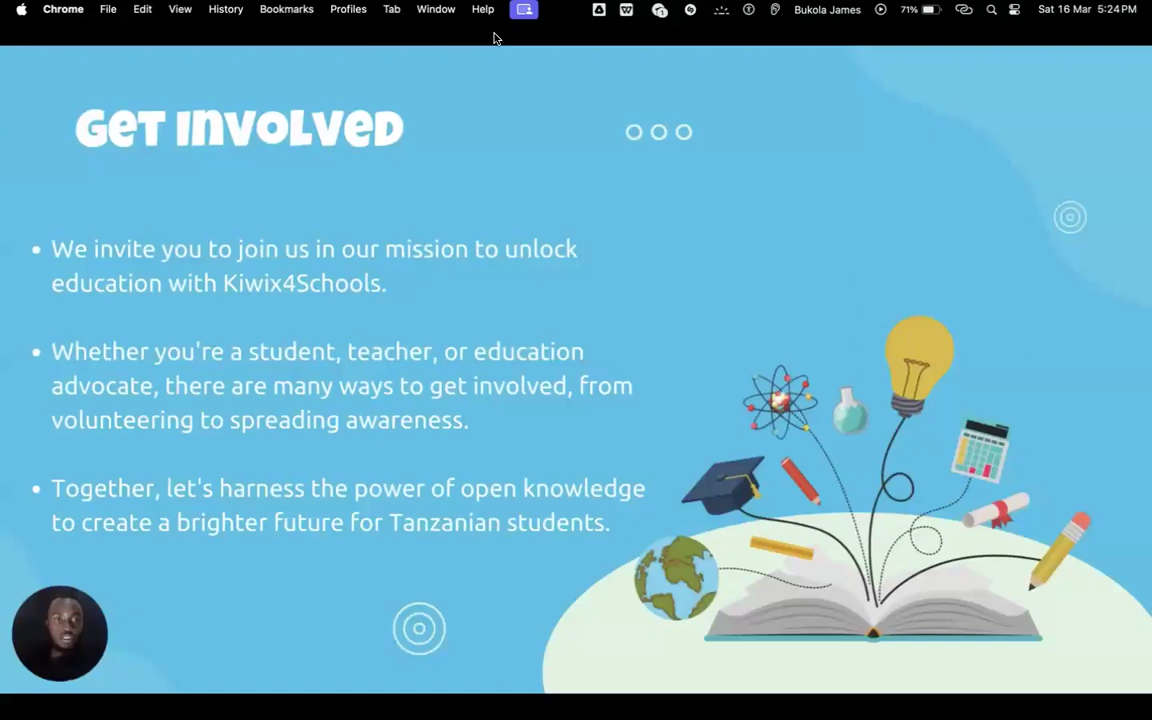 Chrome File Edit View History Bookmarks Profiles Tab Window Help Bukola James 71% Sat 16 Mar 5:24 PM
Get Involved
• We invite you to join us in our mission to unlock
education with Kiwix4Schools.
• Whether you're a student, teacher, or education
advocate, there are many ways to get involved, from
volunteering to spreading awareness.
• Together, let's harness the power of open knowledge
to create a brighter future for Tanzanian students.